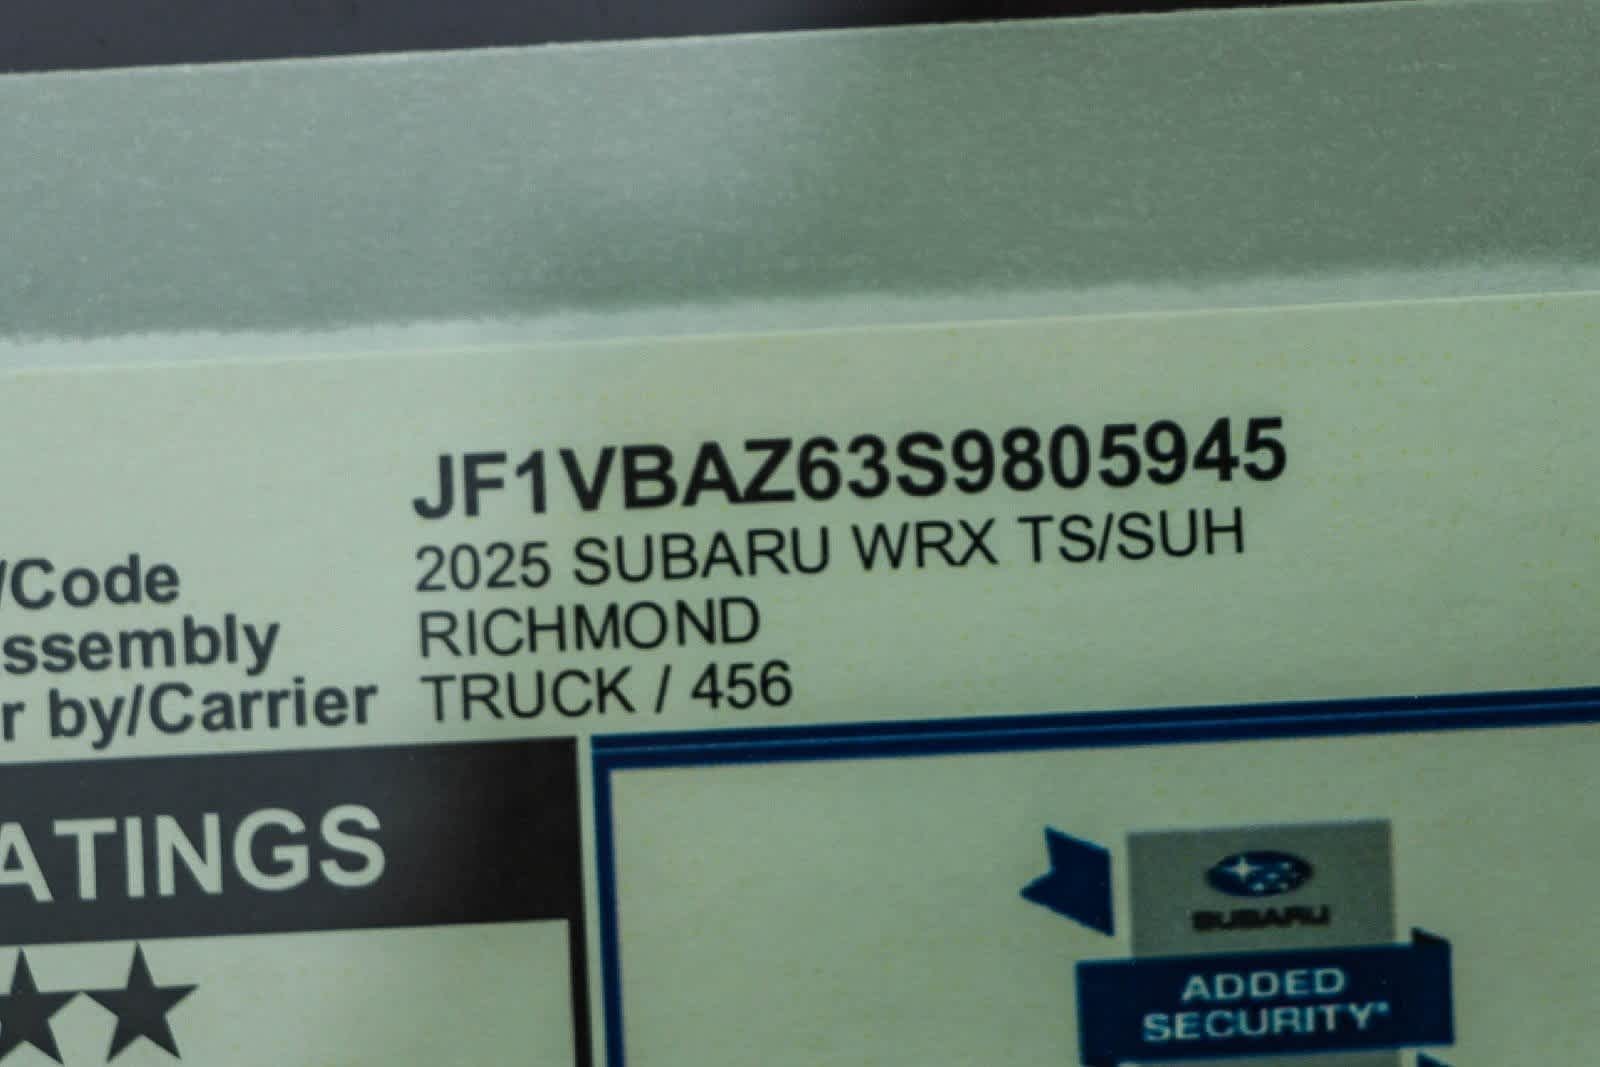 JF1VBAZ63S9805945
/Code 2025 SUBARU WRX TS/SUH
ssembly RICHMOND
r by/Carrier TRUCK / 456
ATINGS
SUBARU
ADDED
SECURITY*